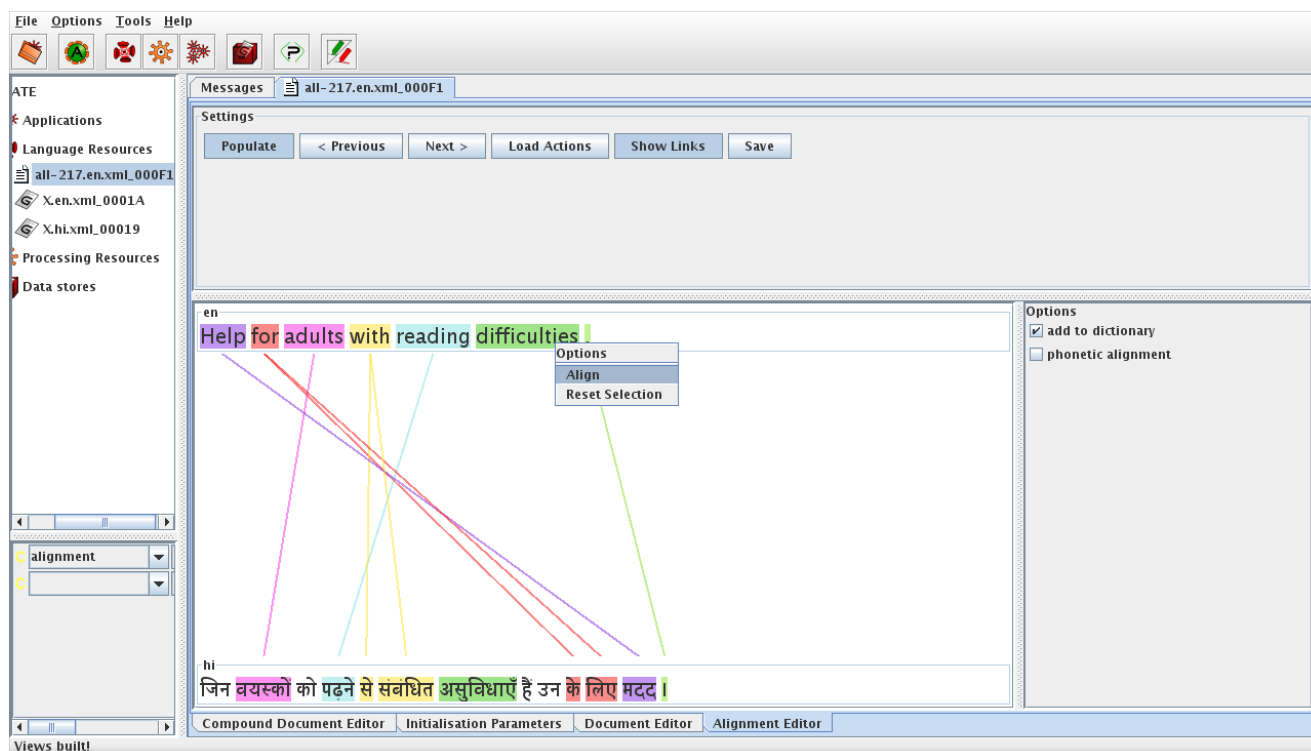 File Options Tools Help
ATE
Applications
Language Resources
all-217.en.xml_000F1
X.en.xml_0001A
X.hi.xml_00019
Processing Resources
Data stores
alignment
Messages all-217.en.xml_000F1
Settings
Populate < Previous Next > Load Actions Show Links Save
en
Help for adults with reading difficulties .
Options
Align
Reset Selection
hi
जिन वयस्कों को पढ़ने से संबंधित असुविधाएँ हैं उन के लिए मदद ।
Options
add to dictionary
phonetic alignment
Compound Document Editor Initialisation Parameters Document Editor Alignment Editor
Views built!